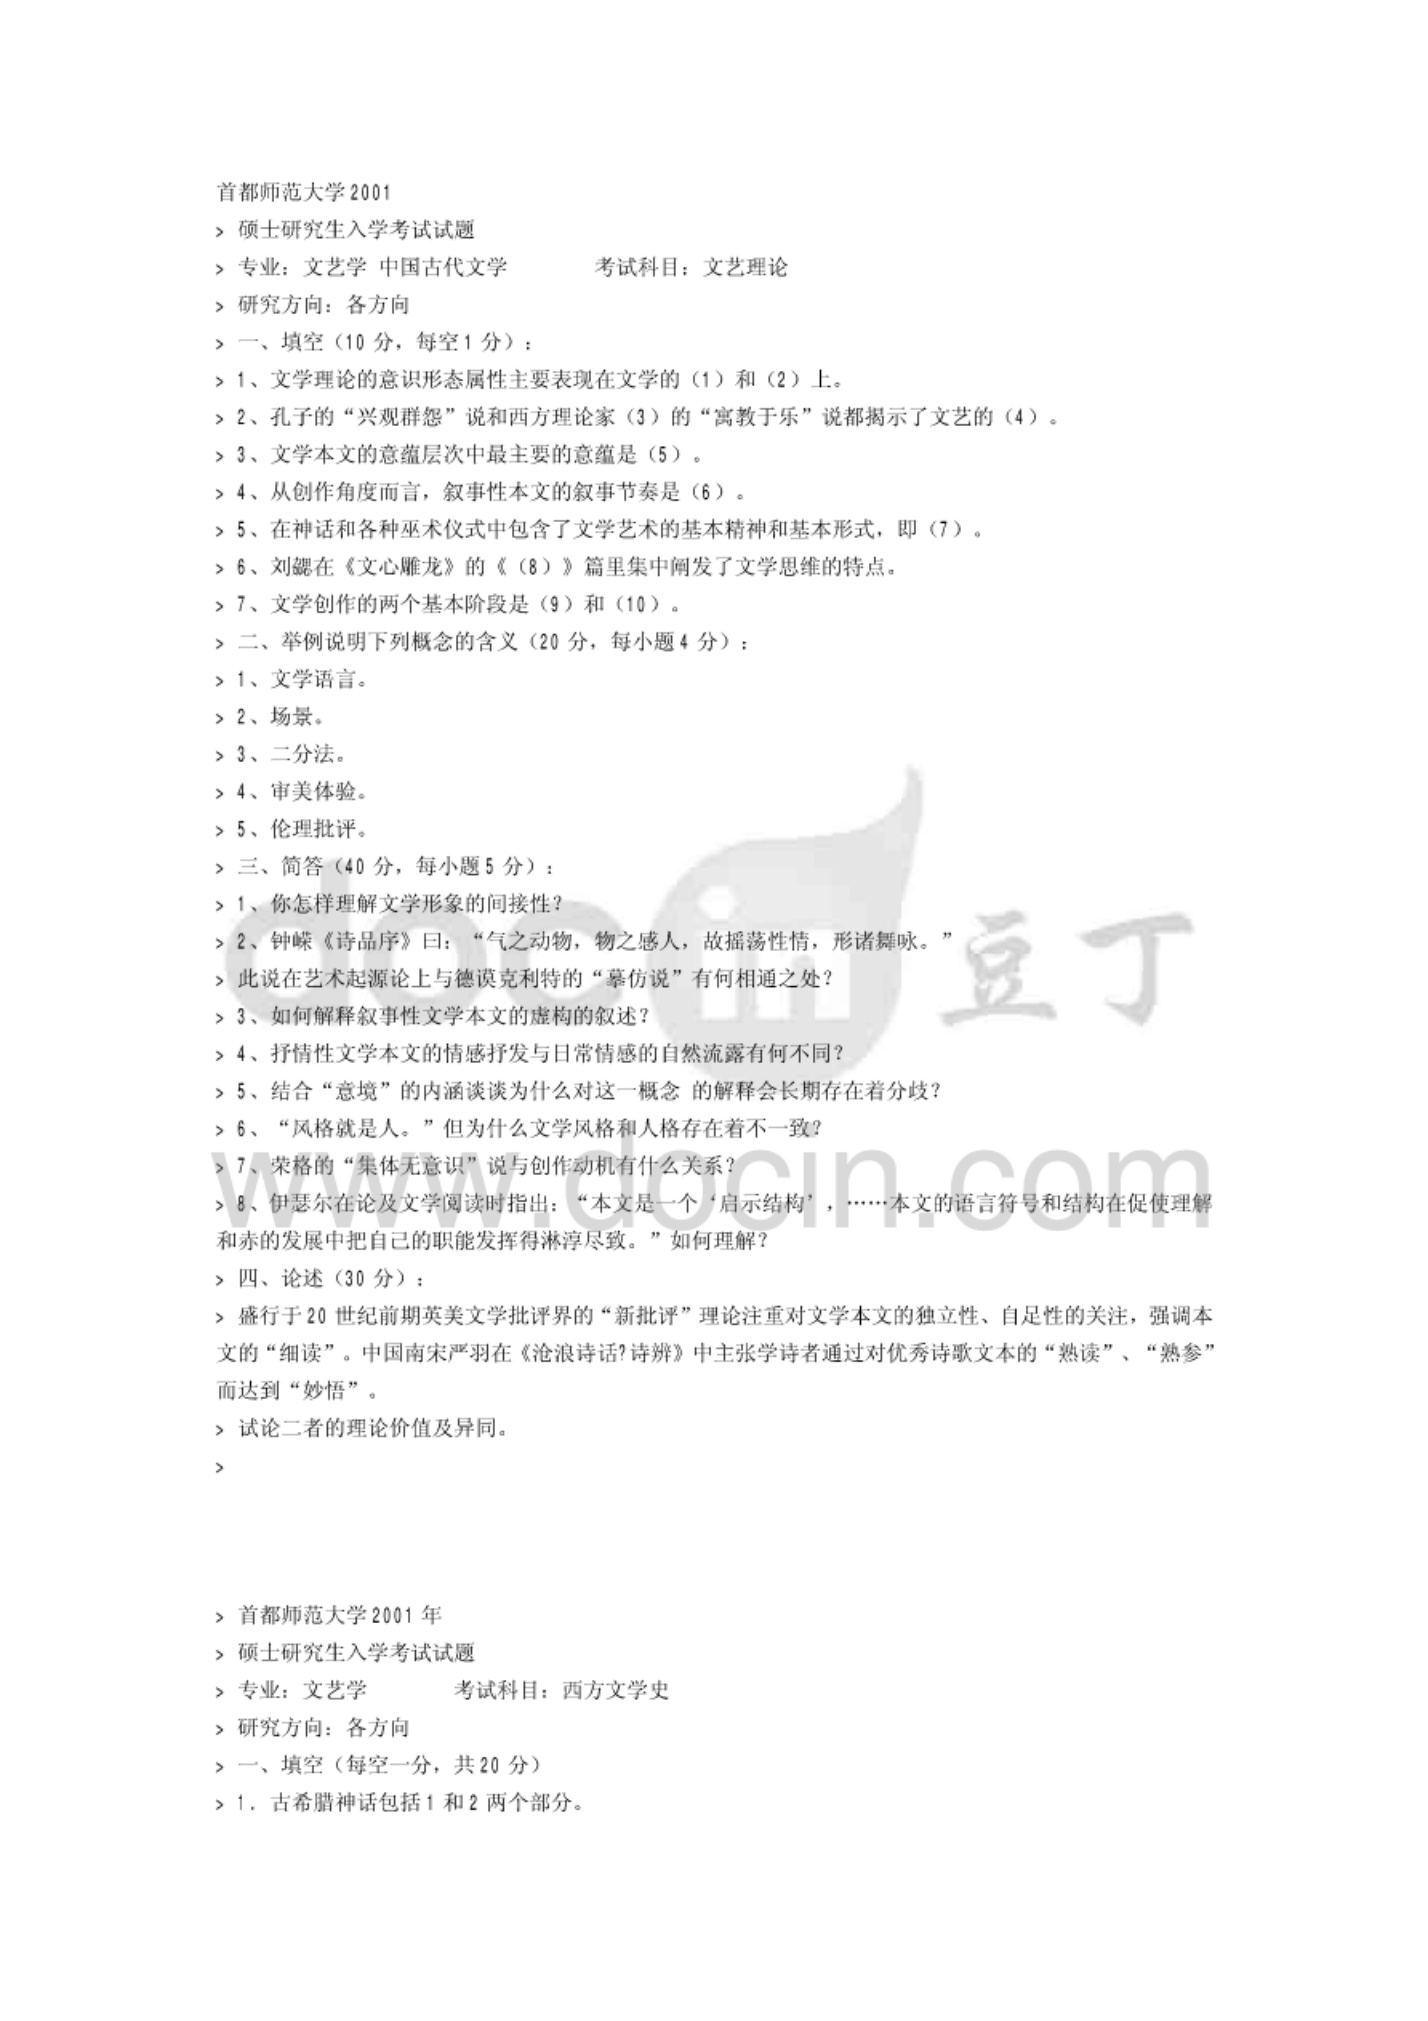 首都师范大学2001
> 硕士研究生入学考试试题
> 专业：文艺学 中国古代文学 考试科目：文艺理论
> 研究方向：各方向
> 一、填空（10 分，每空1 分）：
> 1、文学理论的意识形态属性主要表现在文学的（1）和（2）上。
> 2、孔子的“兴观群怨”说和西方理论家（3）的“寓教于乐”说都揭示了文艺的（4）。
> 3、文学本文的意蕴层次中最主要的意蕴是（5）。
> 4、从创作角度而言，叙事性本文的叙事节奏是（6）。
> 5、在神话和各种巫术仪式中包含了文学艺术的基本精神和基本形式，即（7）。
> 6、刘勰在《文心雕龙》的《（8）》篇里集中阐发了文学思维的特点。
> 7、文学创作的两个基本阶段是（9）和（10）。
> 二、举例说明下列概念的含义（20 分，每小题4 分）：
> 1、文学语言。
> 2、场景。
> 3、二分法。
> 4、审美体验。
> 5、伦理批评。
> 三、简答（40 分，每小题5 分）：
> 1、你怎样理解文学形象的间接性？
> 2、钟嵘《诗品序》曰：“气之动物，物之感人，故摇荡性情，形诸舞咏。”
> 此说在艺术起源论上与德谟克利特的“摹仿说”有何相通之处？
> 3、如何解释叙事性文学本文的虚构的叙述？
> 4、抒情性文学本文的情感抒发与日常情感的自然流露有何不同？
> 5、结合“意境”的内涵谈谈为什么对这一概念 的解释会长期存在着分歧？
> 6、“风格就是人。”但为什么文学风格和人格存在着不一致？
> 7、荣格的“集体无意识”说与创作动机有什么关系？
> 8、伊瑟尔在论及文学阅读时指出：“本文是一个‘启示结构’，……本文的语言符号和结构在促使理解
和赤的发展中把自己的职能发挥得淋淳尽致。”如何理解？
> 四、论述（30 分）：
> 盛行于20 世纪前期英美文学批评界的“新批评”理论注重对文学本文的独立性、自足性的关注，强调本
文的“细读”。中国南宋严羽在《沧浪诗话?诗辨》中主张学诗者通过对优秀诗歌文本的“熟读”、“熟参”
而达到“妙悟”。
> 试论二者的理论价值及异同。
>
> 首都师范大学2001 年
> 硕士研究生入学考试试题
> 专业：文艺学 考试科目：西方文学史
> 研究方向：各方向
> 一、填空（每空一分，共20 分）
> 1．古希腊神话包括1 和2 两个部分。
docin 豆丁
www.docin.com